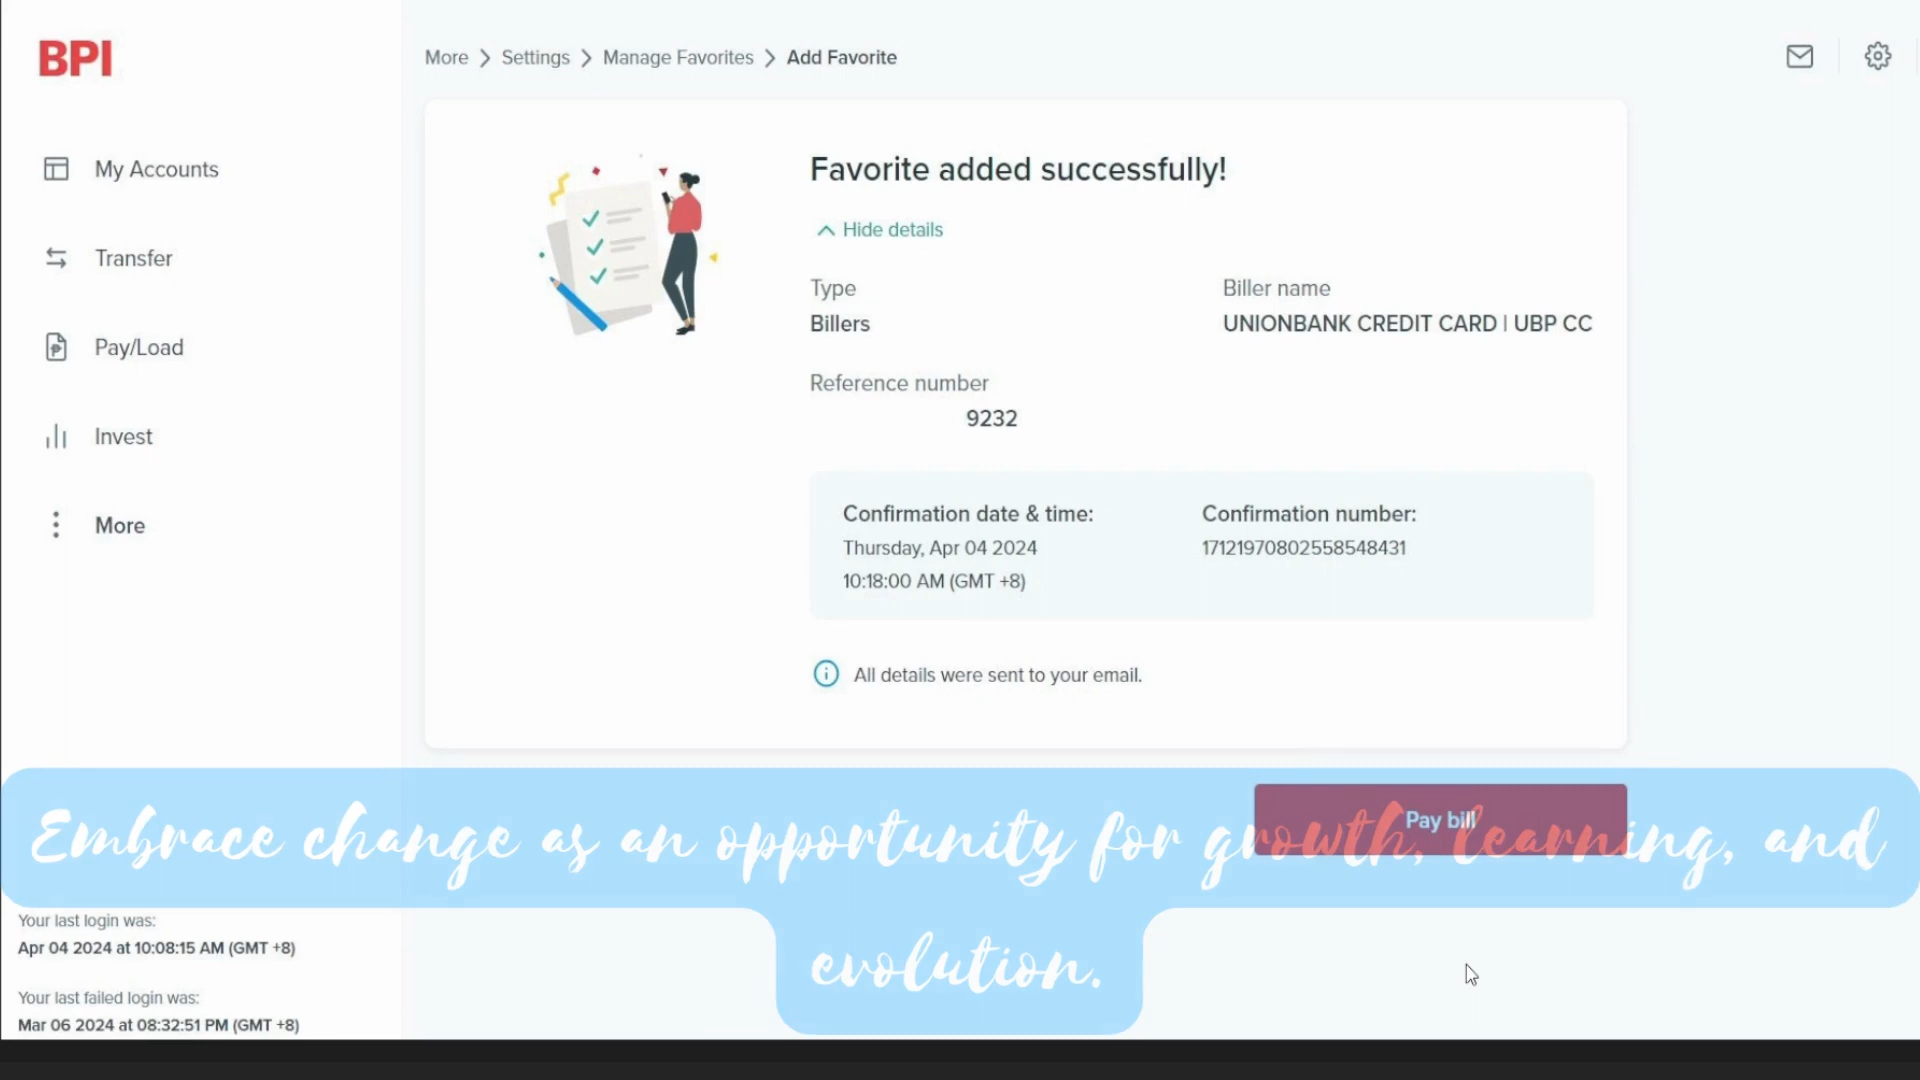 BPI
More > Settings > Manage Favorites > Add Favorite
My Accounts
Transfer
Pay/Load
Invest
More
Favorite added successfully!
Hide details
Type
Billers
Biller name
UNIONBANK CREDIT CARD | UBP CC
Reference number
9232
Confirmation date & time:
Thursday, Apr 04 2024
10:18:00 AM (GMT +8)
Confirmation number:
17121970802558548431
All details were sent to your email.
Pay bill
Embrace change as an opportunity for growth, learning, and
evolution.
Your last login was:
Apr 04 2024 at 10:08:15 AM (GMT +8)
Your last failed login was:
Mar 06 2024 at 08:32:51 PM (GMT +8)